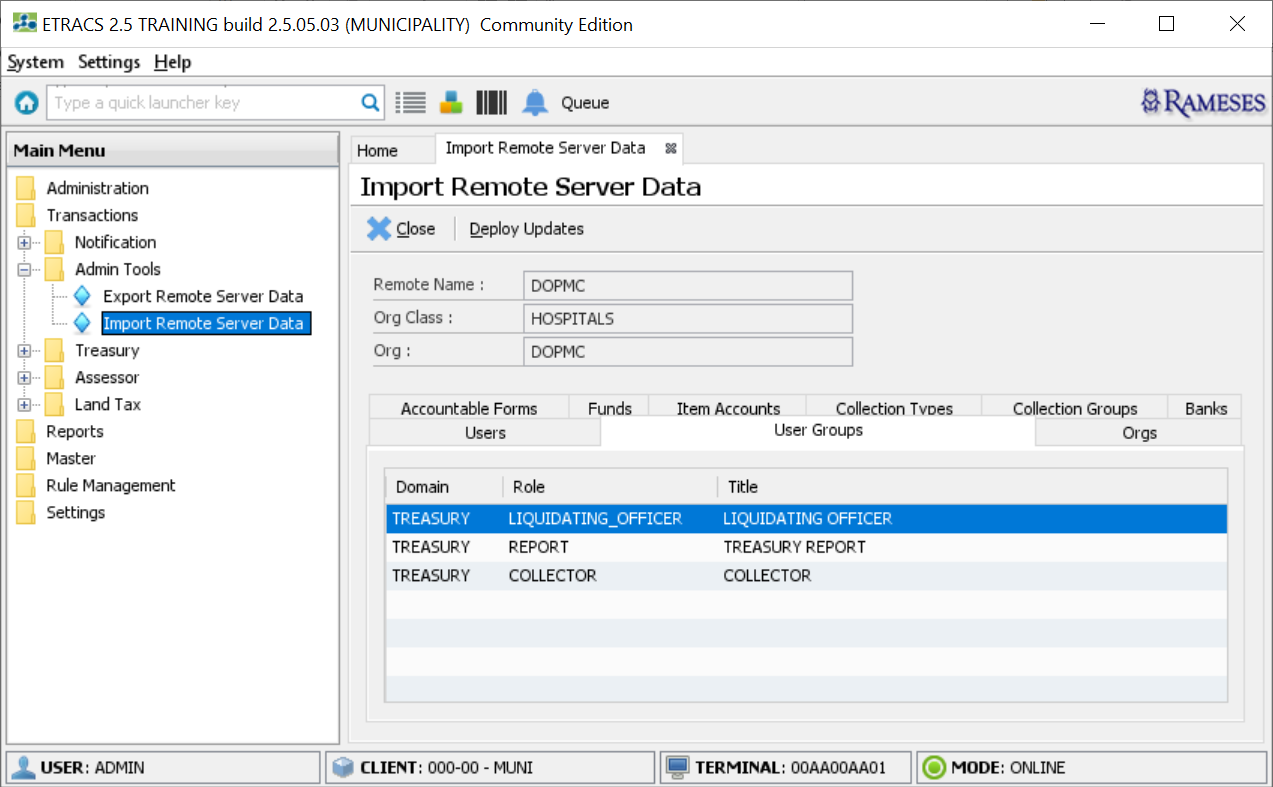 ETRACS 2.5 TRAINING build 2.5.05.03 (MUNICIPALITY)  Community Edition
System Settings Help
Type a quick launcher key
Queue
RAMESES
Main Menu
Administration
Transactions
Notification
Admin Tools
Export Remote Server Data
Import Remote Server Data
Treasury
Assessor
Land Tax
Reports
Master
Rule Management
Settings
Home Import Remote Server Data
Import Remote Server Data
Close Deploy Updates
Remote Name : DOPMC
Org Class : HOSPITALS
Org : DOPMC
Accountable Forms Funds Item Accounts Collection Types Collection Groups Banks
Users User Groups Orgs
Domain Role Title
TREASURY LIQUIDATING_OFFICER LIQUIDATING OFFICER
TREASURY REPORT TREASURY REPORT
TREASURY COLLECTOR COLLECTOR
USER: ADMIN CLIENT: 000-00 - MUNI TERMINAL: 00AA00AA01 MODE: ONLINE